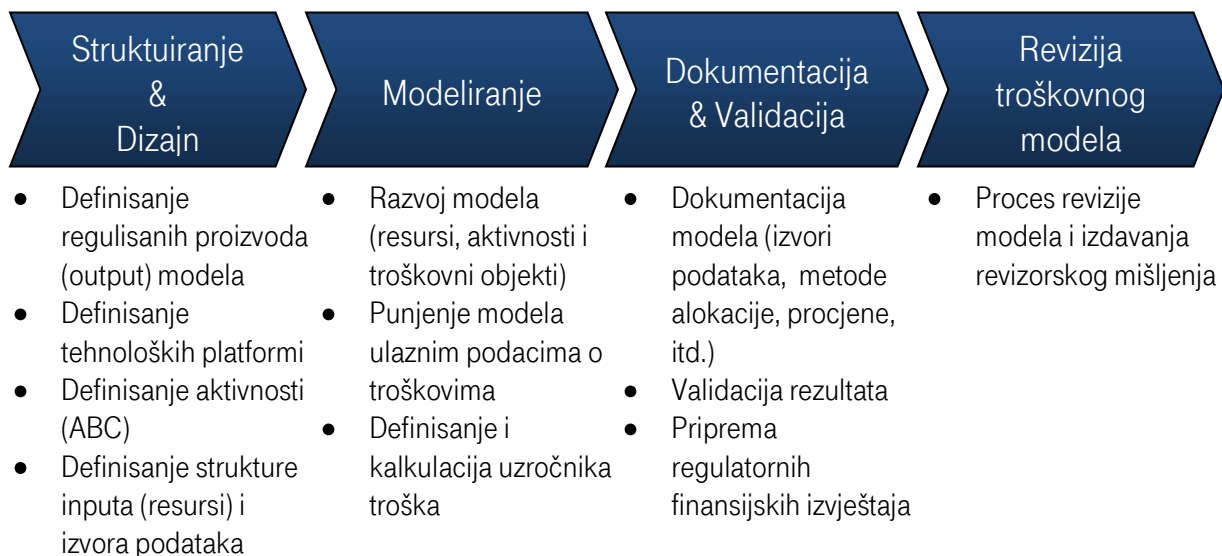 Struktuiranje
&
Dizajn
Modeliranje
Dokumentacija
& Validacija
Revizija
troškovnog
modela
• Definisanje
regulisanih proizvoda
(output) modela
• Definisanje
tehnoloških platformi
• Definisanje aktivnosti
(ABC)
• Definisanje strukture
inputa (resursi) i
izvora podataka
• Razvoj modela
(resursi, aktivnosti i
troškovni objekti)
• Punjenje modela
ulaznim podacima o
troškovima
• Definisanje i
kalkulacija uzročnika
troška
• Dokumentacija
modela (izvori
podataka, metode
alokacije, procjene,
itd.)
• Validacija rezultata
• Priprema
regulatornih
finansijskih izvještaja
• Proces revizije
modela i izdavanja
revizorskog mišljenja